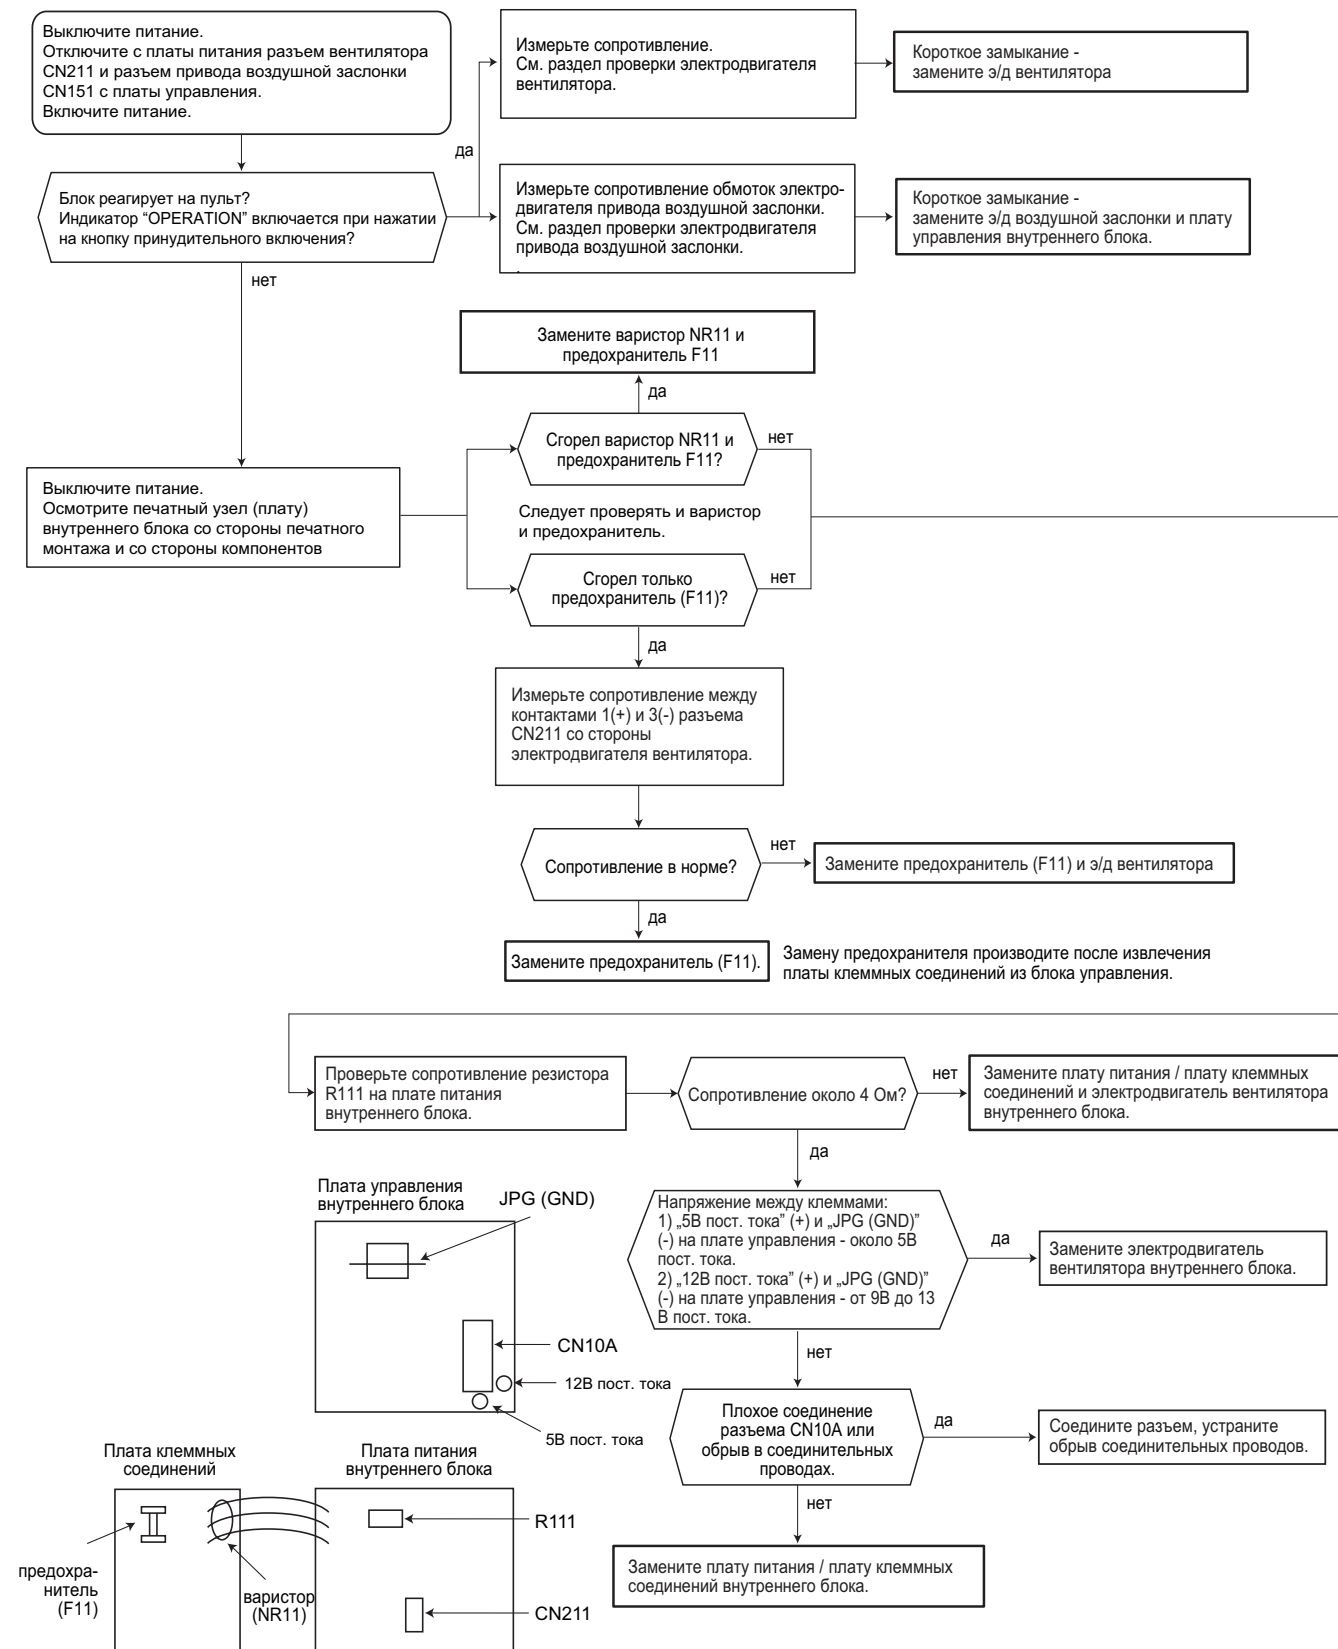 Выключите питание.
Отключите с платы питания разъем вентилятора
CN211 и разъем привода воздушной заслонки
CN151 с платы управления.
Включите питание.
да
Измерьте сопротивление.
См. раздел проверки электродвигателя
вентилятора.
Короткое замыкание -
замените э/д вентилятора
Блок реагирует на пульт?
Индикатор “OPERATION” включается при нажатии
на кнопку принудительного включения?
Измерьте сопротивление обмоток электро-
двигателя привода воздушной заслонки.
См. раздел проверки электродвигателя
привода воздушной заслонки.
.
Короткое замыкание -
замените э/д воздушной заслонки и плату
управления внутреннего блока.
нет
Замените варистор NR11 и
предохранитель F11
да
Сгорел варистор NR11 и
предохранитель F11?
нет
Выключите питание.
Осмотрите печатный узел (плату)
внутреннего блока со стороны печатного
монтажа и со стороны компонентов
Следует проверять и варистор
и предохранитель.
Сгорел только
предохранитель (F11)?
нет
да
Измерьте сопротивление между
контактами 1(+) и 3(-) разъема
CN211 со стороны
электродвигателя вентилятора.
Сопротивление в норме?
нет
Замените предохранитель (F11) и э/д вентилятора
да
Замените предохранитель (F11).
Замену предохранителя производите после извлечения
платы клеммных соединений из блока управления.
Проверьте сопротивление резистора
R111 на плате питания
внутреннего блока.
Сопротивление около 4 Ом?
нет
Замените плату питания / плату клеммных
соединений и электродвигатель вентилятора
внутреннего блока.
да
Плата управления
внутреннего блока
JPG (GND)
Напряжение между клеммами:
1) „5В пост. тока” (+) и „JPG (GND)”
(-) на плате управления - около 5В
пост. тока.
2) „12В пост. тока” (+) и „JPG (GND)”
(-) на плате управления - от 9В до 13
В пост. тока.
да
Замените электродвигатель
вентилятора внутреннего блока.
CN10A
12В пост. тока
5В пост. тока
нет
Плохое соединение
разъема CN10A или
обрыв в соединительных
проводах.
да
Соедините разъем, устраните
обрыв соединительных проводов.
нет
Замените плату питания / плату клеммных
соединений внутреннего блока.
Плата клеммных
соединений
Плата питания
внутреннего блока
R111
предохра-
нитель
(F11)
варистор
(NR11)
CN211